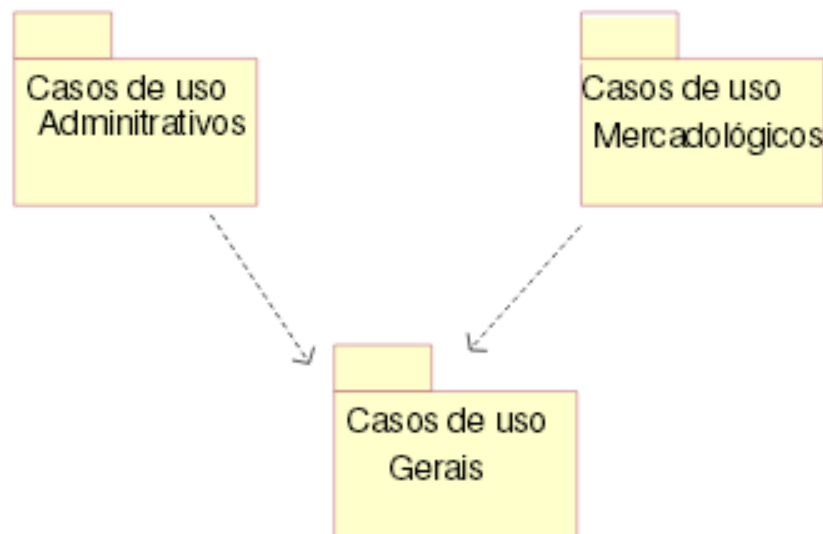 Casos de uso
Adminitrativos
Casos de uso
Mercadológicos
Casos de uso
Gerais